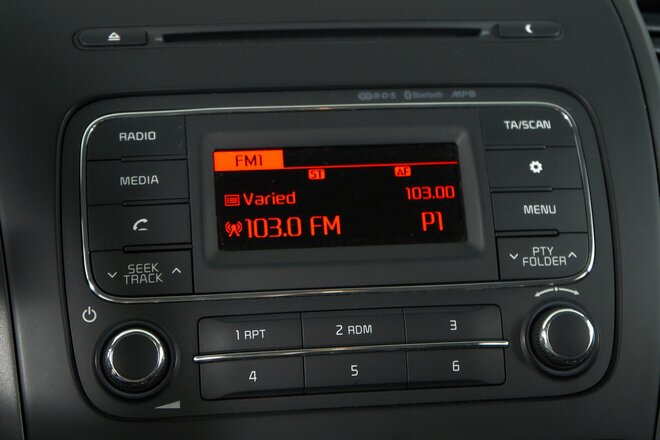 R·D·S Bluetooth MP3
RADIO
MEDIA
SEEK
TRACK
FM1
ST AF
Varied 103.00
103.0 FM P1
TA/SCAN
MENU
PTY
FOLDER
1 RPT 2 RDM 3
4 5 6